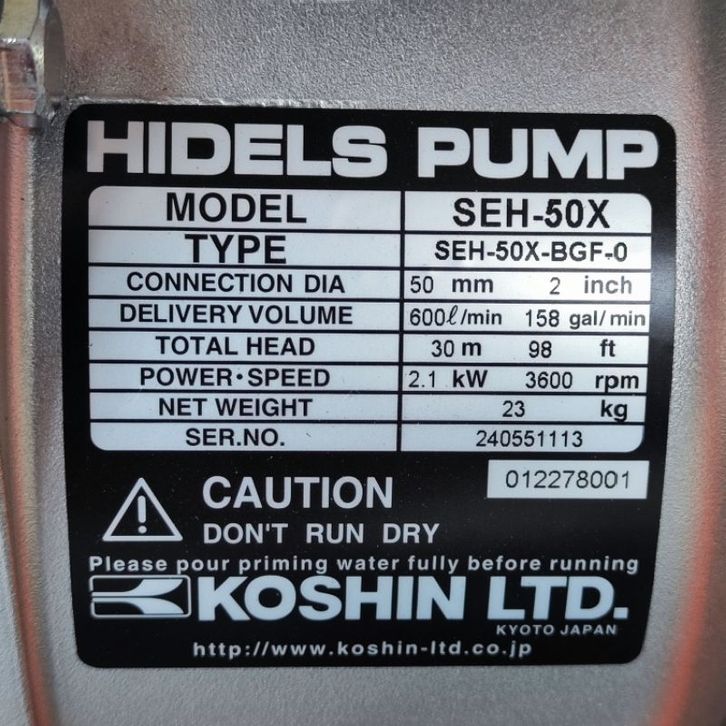 HIDELS PUMP
MODEL SEH-50X
TYPE SEH-50X-BGF-0
CONNECTION DIA 50 mm 2 inch
DELIVERY VOLUME 600ℓ/min 158 gal/min
TOTAL HEAD 30 m 98 ft
POWER・SPEED 2.1 kW 3600 rpm
NET WEIGHT 23 kg
SER.NO. 240551113
012278001
CAUTION
DON'T RUN DRY
Please pour priming water fully before running
KOSHIN LTD.
KYOTO JAPAN
http://www.koshin-ltd.co.jp